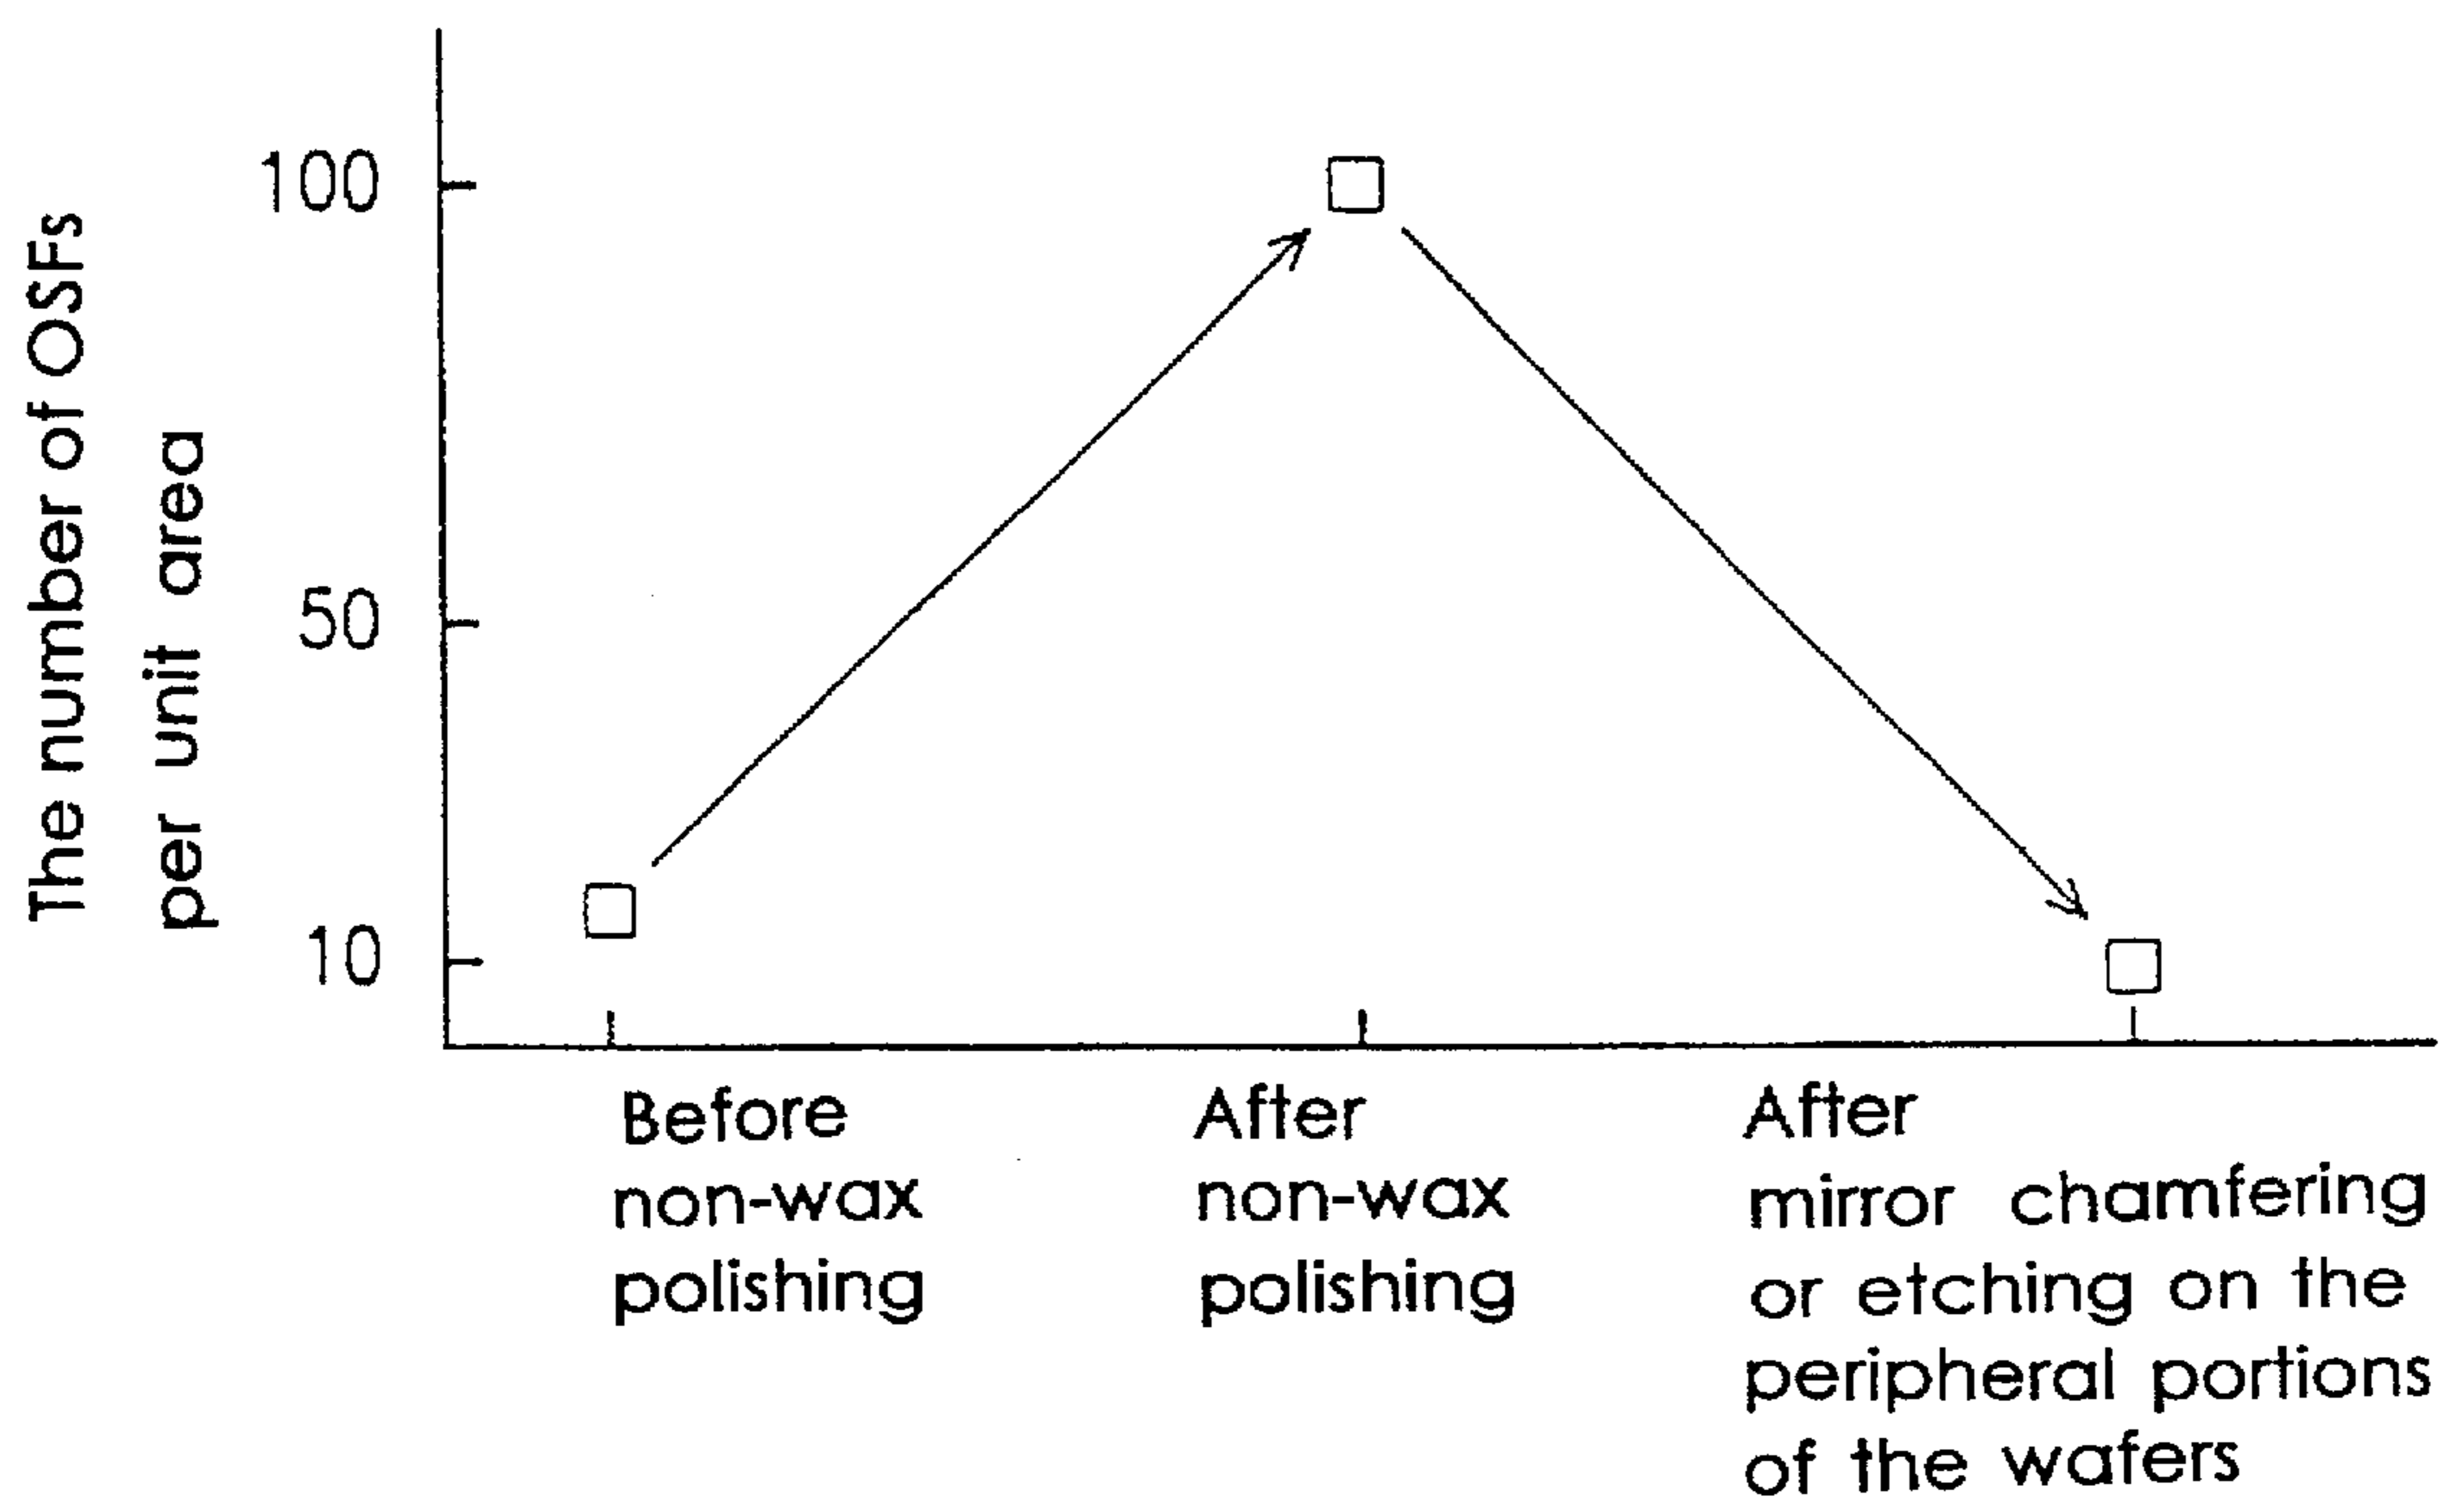 The number of OSFs
per unit area
100
50
10
Before
non-wax
polishing
After
non-wax
polishing
After
mirror chamfering
or etching on the
peripheral portions
of the wafers